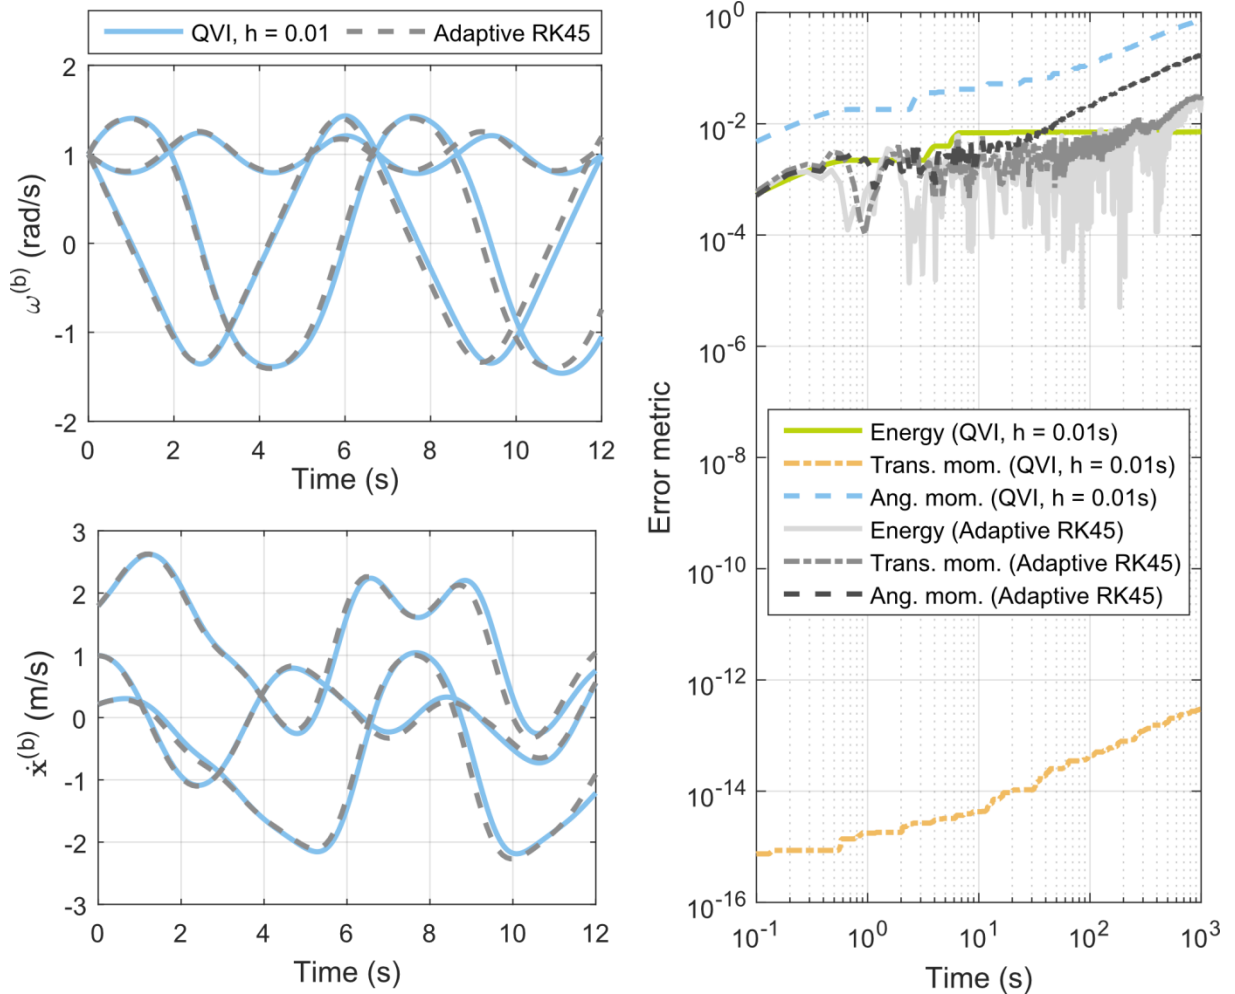 QVI, h = 0.01 Adaptive RK45
2
1
0
-1
-2
ω(b) (rad/s)
0 2 4 6 8 10 12
Time (s)
3
2
1
0
-1
-2
-3
ẋ(b) (m/s)
0 2 4 6 8 10 12
Time (s)
10^0
10^-2
10^-4
10^-6
10^-8
10^-10
10^-12
10^-14
10^-16
Error metric
Energy (QVI, h = 0.01s)
Trans. mom. (QVI, h = 0.01s)
Ang. mom. (QVI, h = 0.01s)
Energy (Adaptive RK45)
Trans. mom. (Adaptive RK45)
Ang. mom. (Adaptive RK45)
10^-1 10^0 10^1 10^2 10^3
Time (s)